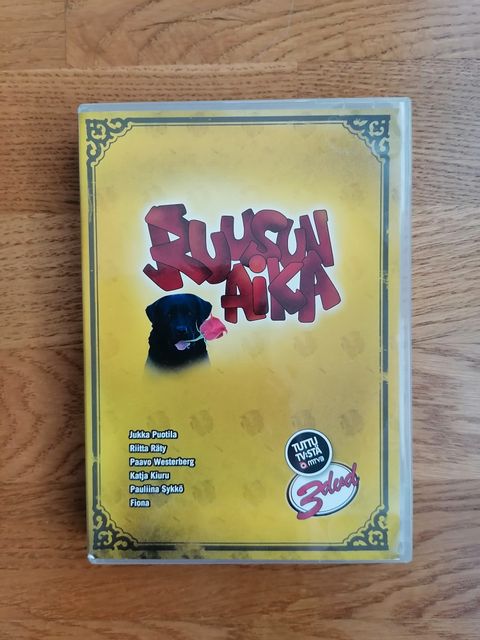 RUUSUN
AIKA
Jukka Puotila
Riitta Räty
Paavo Westerberg
Katja Kiuru
Pauliina Sykkö
Fiona
TUTTU
TV:STÄ
MTV3
3dvd